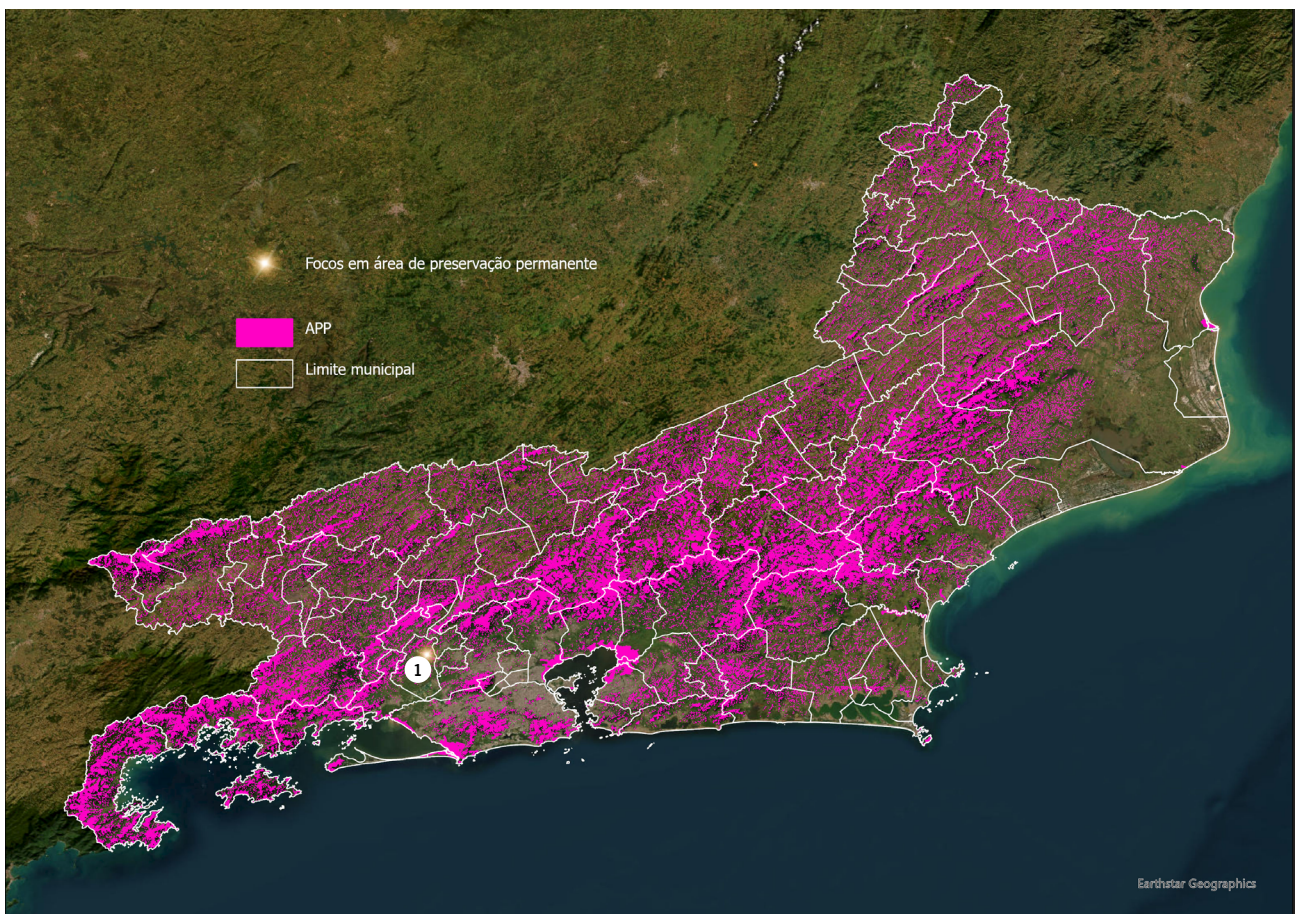 Focos em área de preservação permanente
APP
Limite municipal
1
Earthstar Geographics